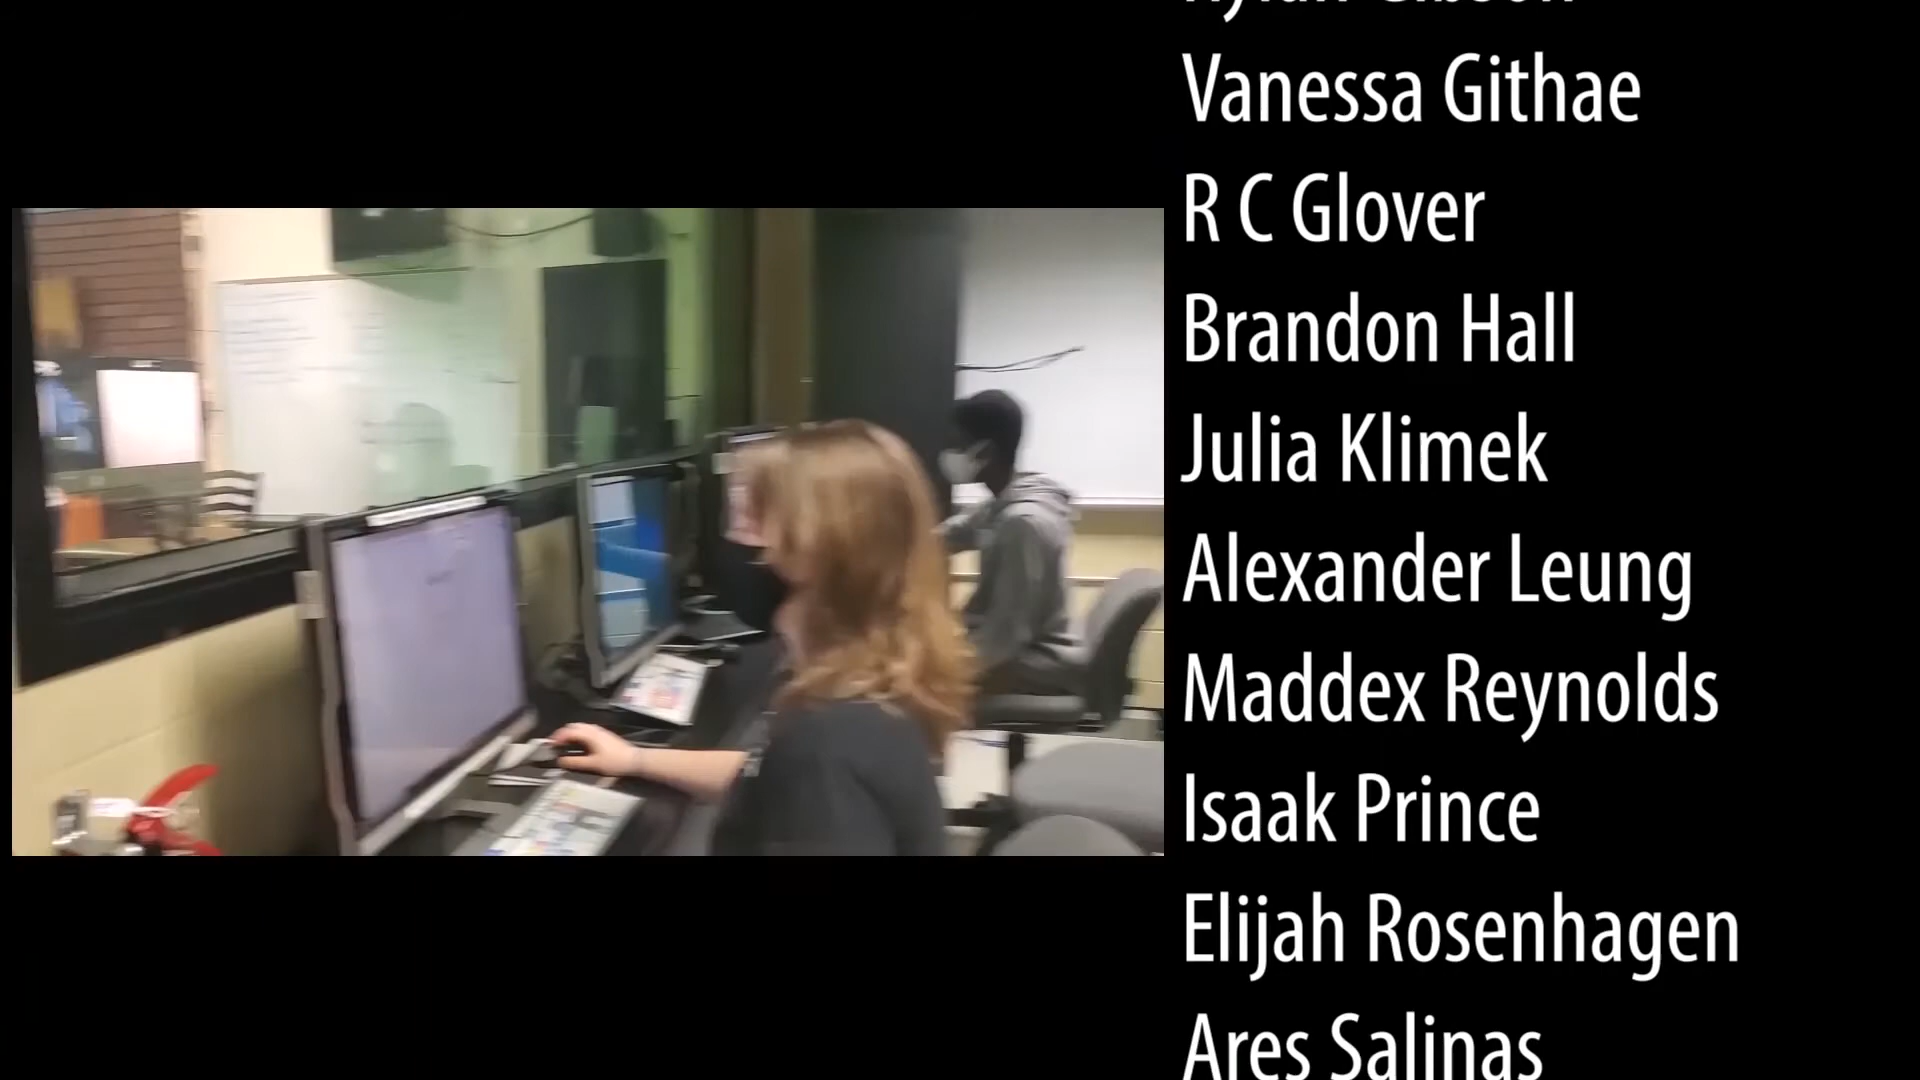 Vanessa Githae
R C Glover
Brandon Hall
Julia Klimek
Alexander Leung
Maddex Reynolds
Isaak Prince
Elijah Rosenhagen
Ares Salinas